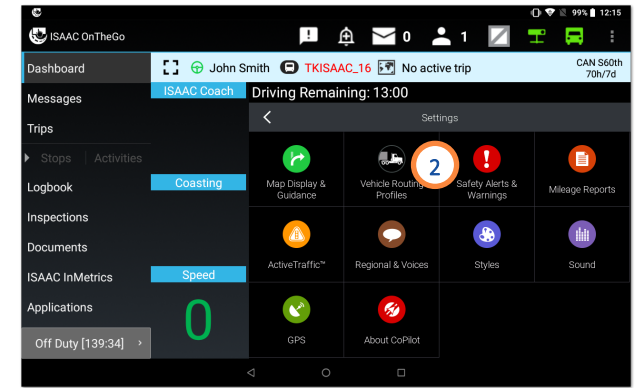 99% 12:15
ISAAC OnTheGo
0
1
Dashboard
John Smith TKISAAC_16 No active trip
CAN S60th
70h/7d
Messages
ISAAC Coach
Driving Remaining: 13:00
Settings
Trips
Stops Activities
Logbook
Coasting
Map Display &
Guidance
Vehicle Routing
Profiles
2
Safety Alerts &
Warnings
Mileage Reports
Inspections
Documents
ActiveTraffic™
Regional & Voices
Styles
Sound
ISAAC InMetrics
Speed
0
Applications
Off Duty [139:34]
GPS
About CoPilot